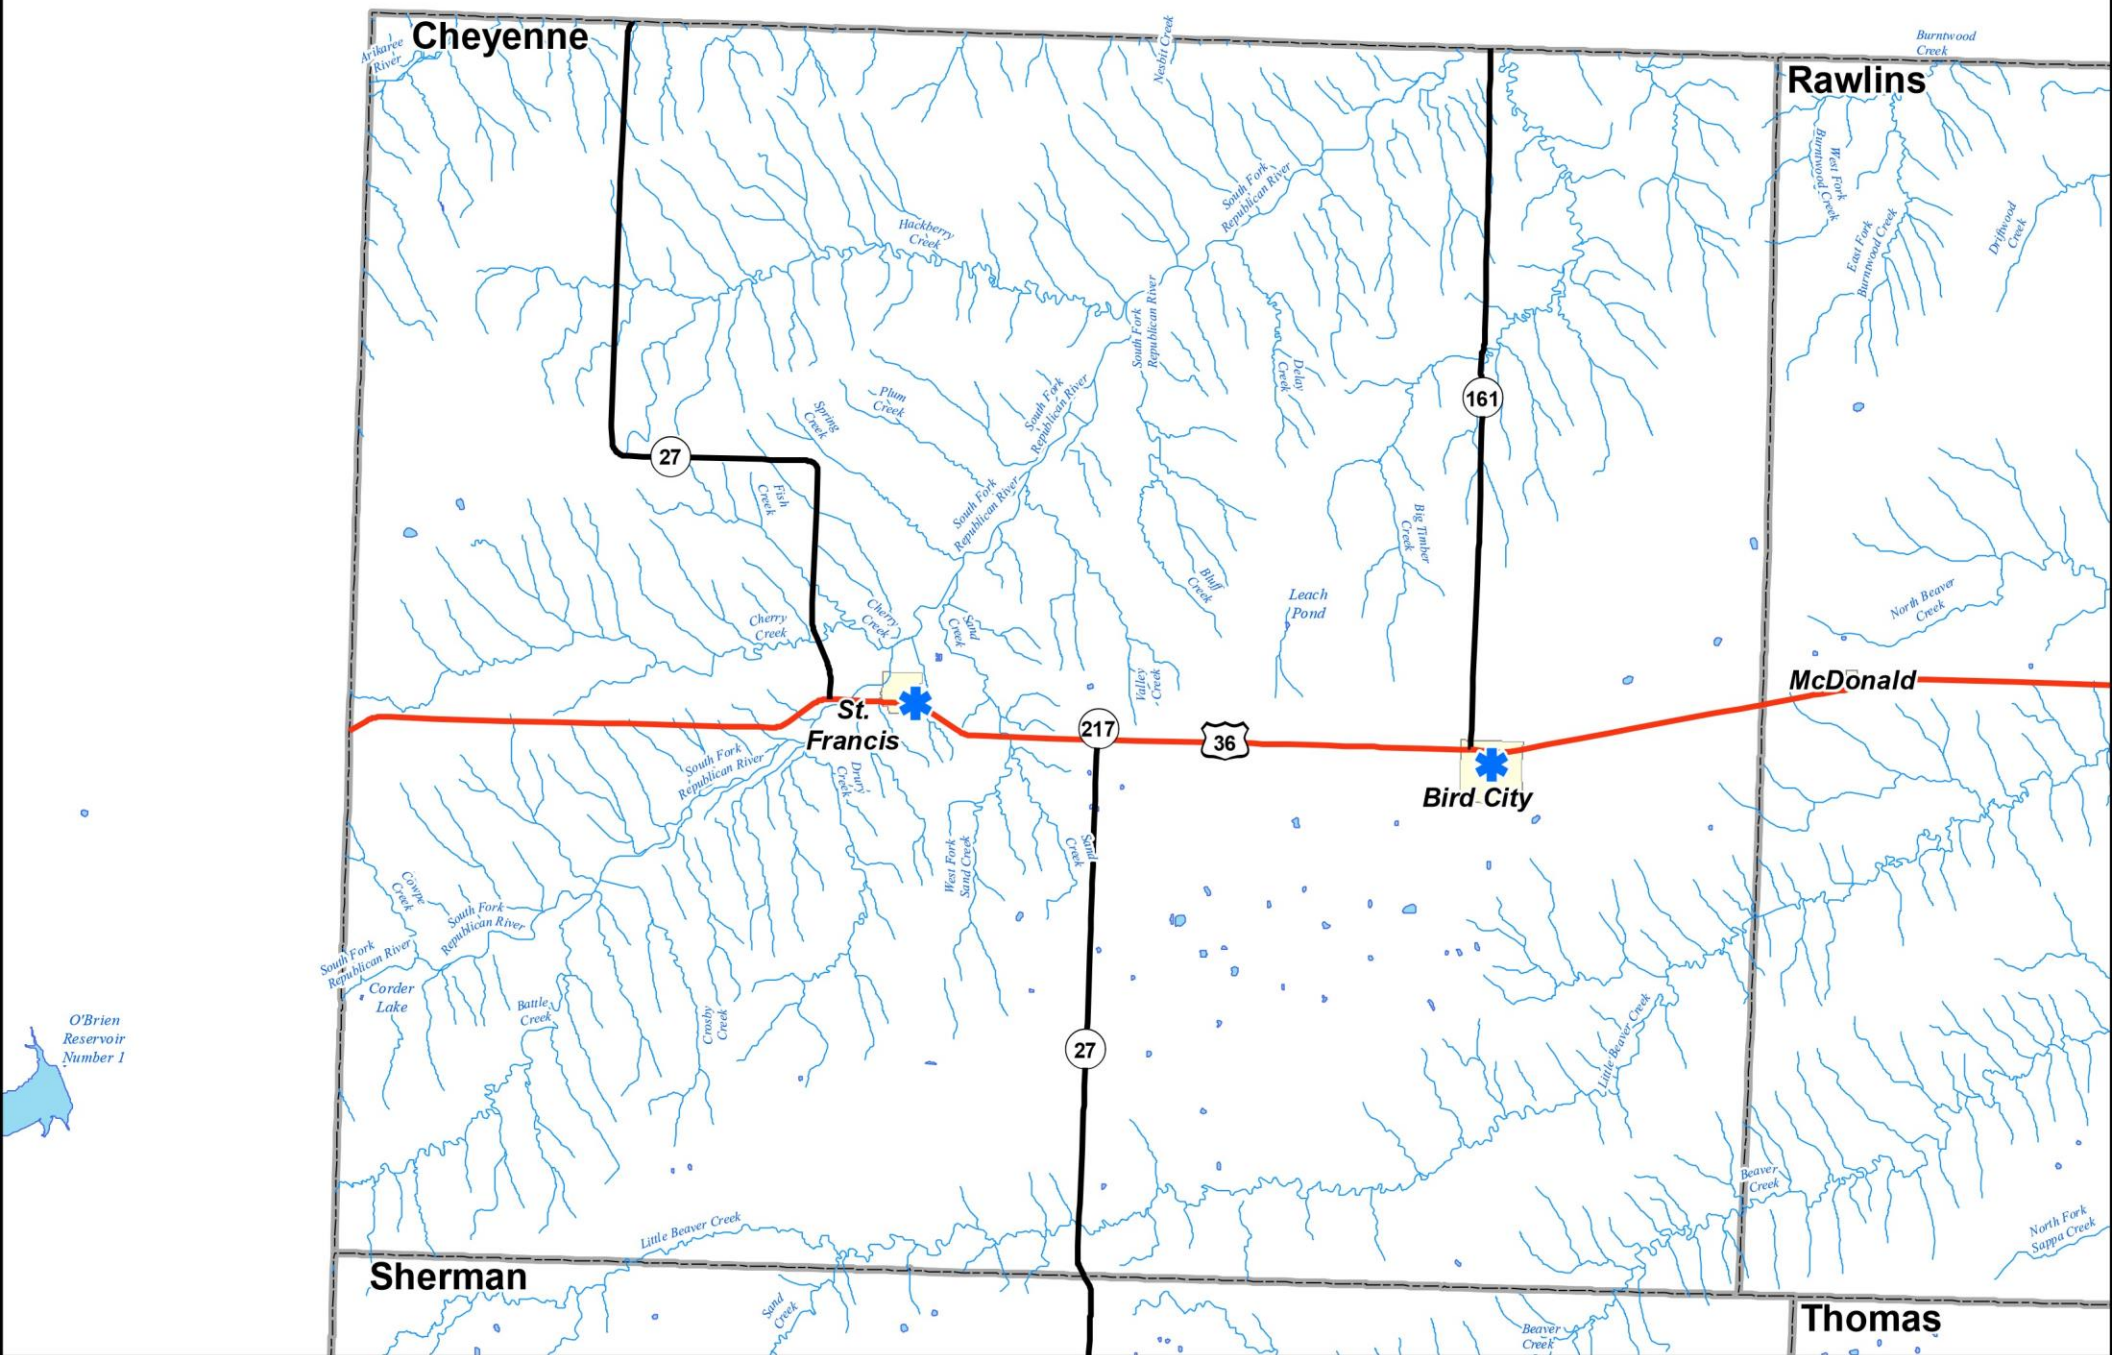 Cheyenne
Arikaree
River
Nesbit Creek
Burntwood
Creek
Rawlins
West Fork
Burntwood Creek
East Fork
Burntwood Creek
Driftwood
Creek
South Fork
Republican River
Hackberry
Creek
South Fork
Republican River
Delay
Creek
161
Plum
Creek
Spring
Creek
South Fork
Republican River
27
Fish
Creek
South Fork
Republican River
Big Timber
Creek
Bluff
Creek
Leach
Pond
North Beaver
Creek
Cherry
Creek
Cherry
Creek
Sand
Creek
Valley
Creek
McDonald
St.
Francis
217
36
Bird City
South Fork
Republican River
Drury
Creek
West Fork
Sand Creek
Sand
Creek
Cowpe
Creek
South Fork
Republican River
South Fork
Republican River
Corder
Lake
Battle
Creek
Crosby
Creek
O'Brien
Reservoir
Number 1
27
Little Beaver Creek
Beaver
Creek
North Fork
Sappa Creek
Little Beaver Creek
Sherman
Sand
Creek
Beaver
Creek
Thomas